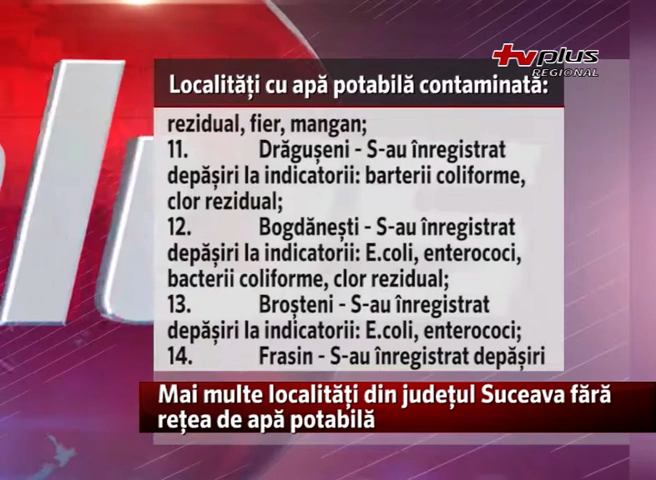 tvplus
REGIONAL
Localități cu apă potabilă contaminată:
rezidual, fier, mangan;
11. Drăgușeni - S-au înregistrat
depășiri la indicatorii: barterii coliforme,
clor rezidual;
12. Bogdănești - S-au înregistrat
depășiri la indicatorii: E.coli, enterococi,
bacterii coliforme, clor rezidual;
13. Broșteni - S-au înregistrat
depășiri la indicatorii: E.coli, enterococi;
14. Frasin - S-au înregistrat depășiri
Mai multe localități din județul Suceava fără
rețea de apă potabilă